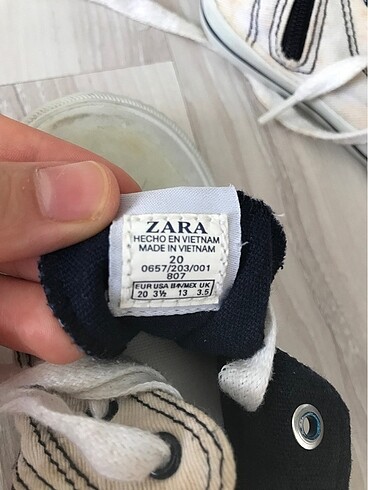 ZARA
HECHO EN VIETNAM
MADE IN VIETNAM
20
0657/203/001
807
EUR USA BR/MEX UK
20 3½ 13 3.5